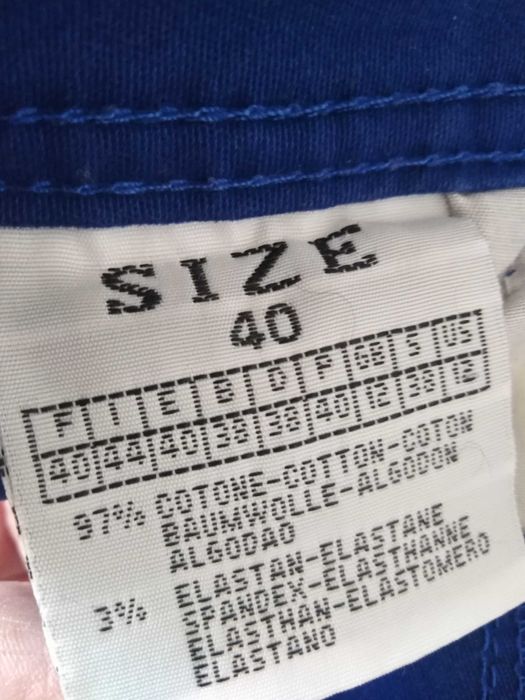 SIZE
40
F I E B D P GB S US
40 44 40 38 38 40 12 38 12
97% COTONE-COTTON-COTON
BAUMWOLLE-ALGODON
ALGODAO
3% ELASTAN-ELASTANE
SPANDEX-ELASTHANNE
ELASTHAN-ELASTOMERO
ELASTANO